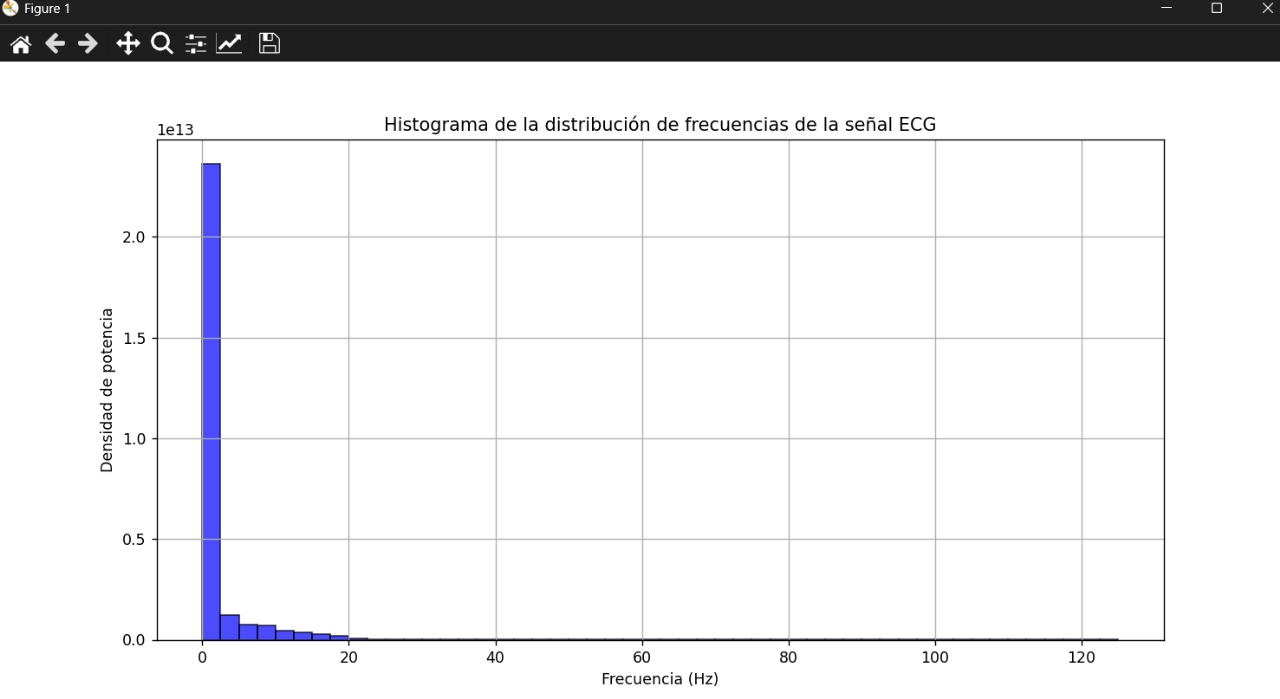 Figure 1
Histograma de la distribución de frecuencias de la señal ECG
1e13
2.0
1.5
1.0
0.5
0.0
Densidad de potencia
0 20 40 60 80 100 120
Frecuencia (Hz)